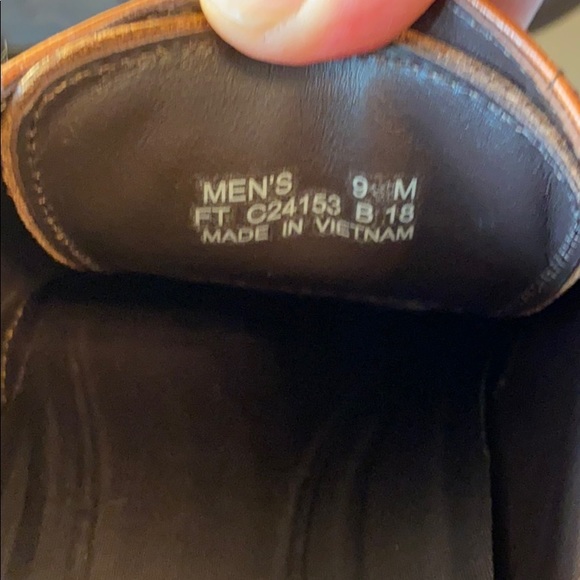 MEN'S 9 M
FT C24153 B 18
MADE IN VIETNAM